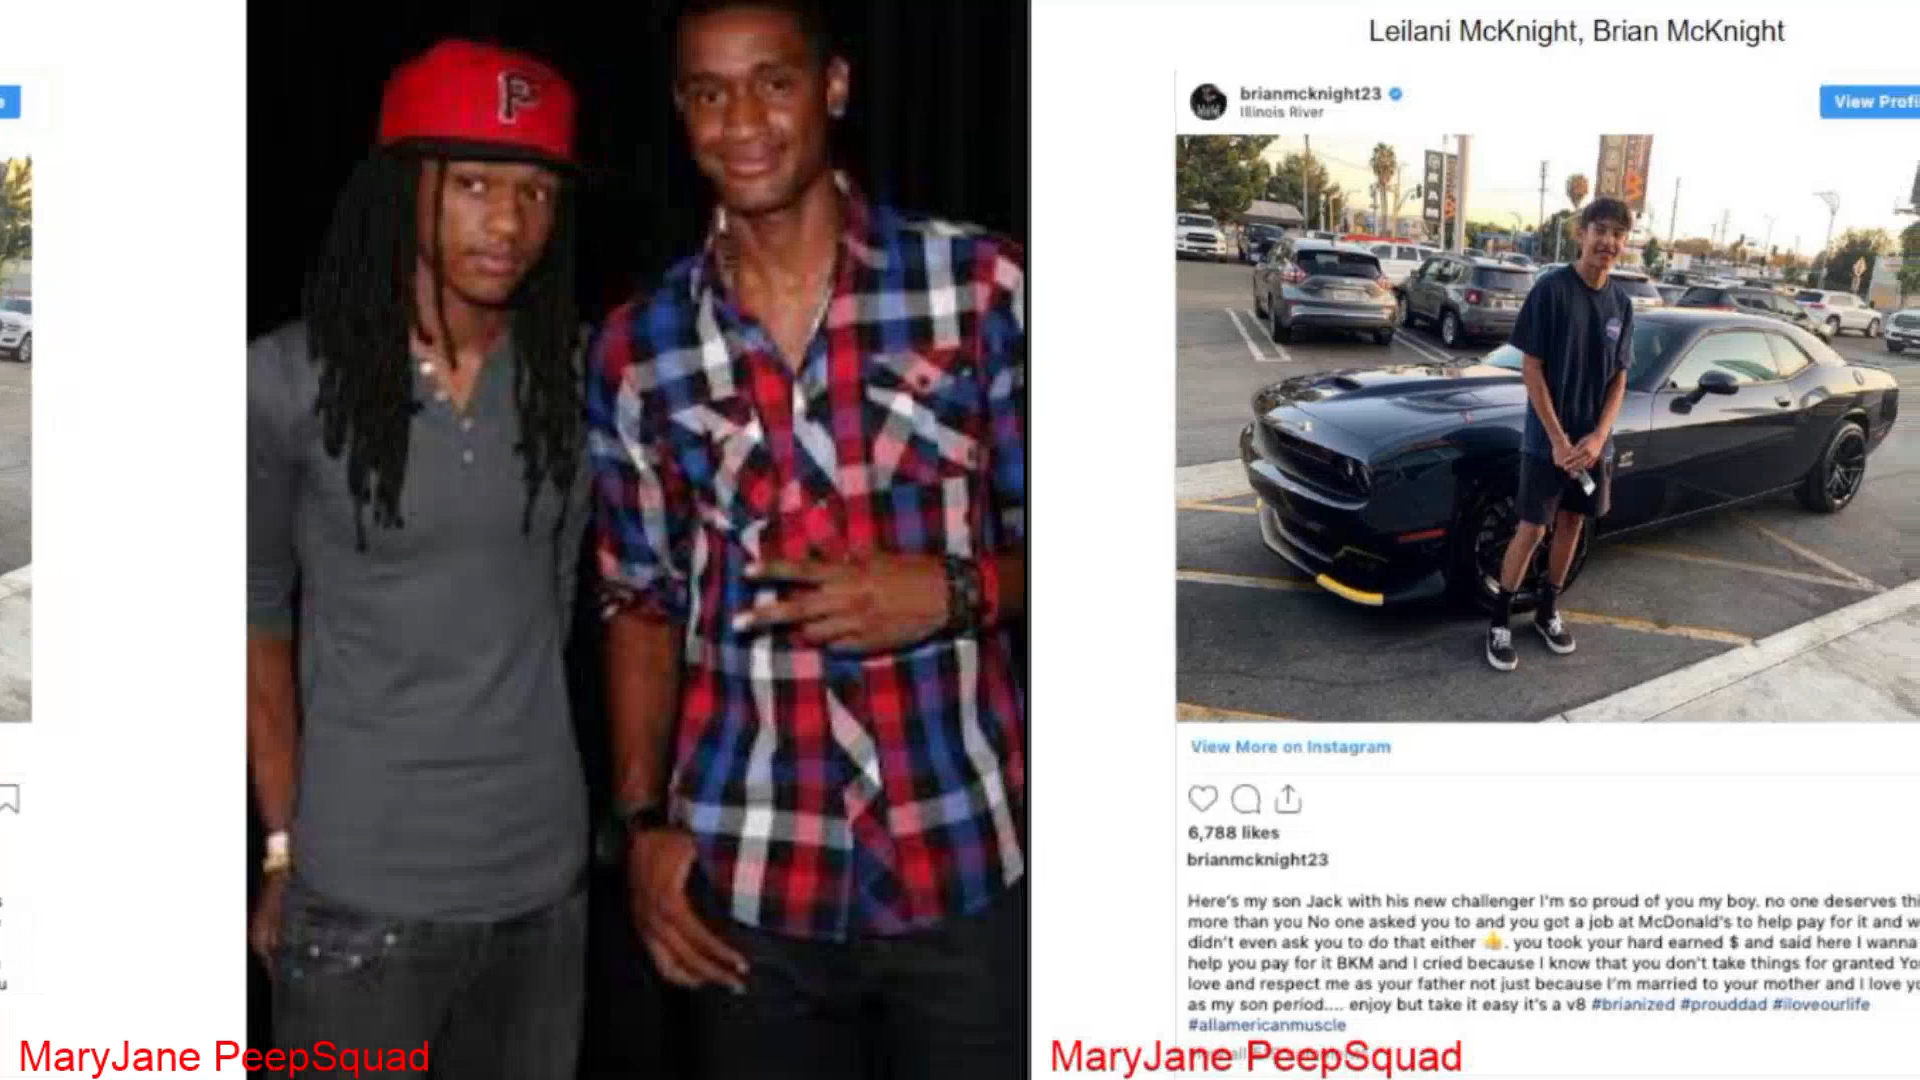 Leilani McKnight, Brian McKnight
brianmcknight23
Illinois River
View Profi
P
RAM
View More on Instagram
6,788 likes
brianmcknight23
Here's my son Jack with his new challenger I'm so proud of you my boy. no one deserves thi
more than you No one asked you to and you got a job at McDonald's to help pay for it and w
didn't even ask you to do that either 👍. you took your hard earned $ and said here I wanna
help you pay for it BKM and I cried because I know that you don't take things for granted Yo
love and respect me as your father not just because I'm married to your mother and I love yo
as my son period.... enjoy but take it easy it's a v8 #brianized #prouddad #iloveourlife
#allamericanmuscle
MaryJane PeepSquad
MaryJane PeepSquad